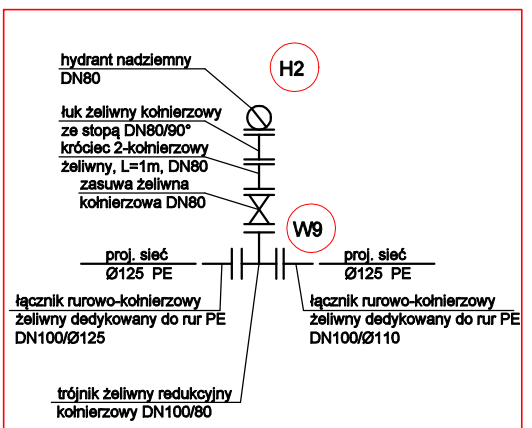 hydrant nadziemny
DN80
H2
łuk żeliwny kołnierzowy
ze stopą DN80/90°
króciec 2-kołnierzowy
żeliwny, L=1m, DN80
zasuwa żeliwna
kołnierzowa DN80
W9
proj. sieć
Ø125 PE
proj. sieć
Ø125 PE
łącznik rurowo-kołnierzowy
żeliwny dedykowany do rur PE
DN100/Ø125
łącznik rurowo-kołnierzowy
żeliwny dedykowany do rur PE
DN100/Ø110
trójnik żeliwny redukcyjny
kołnierzowy DN100/80